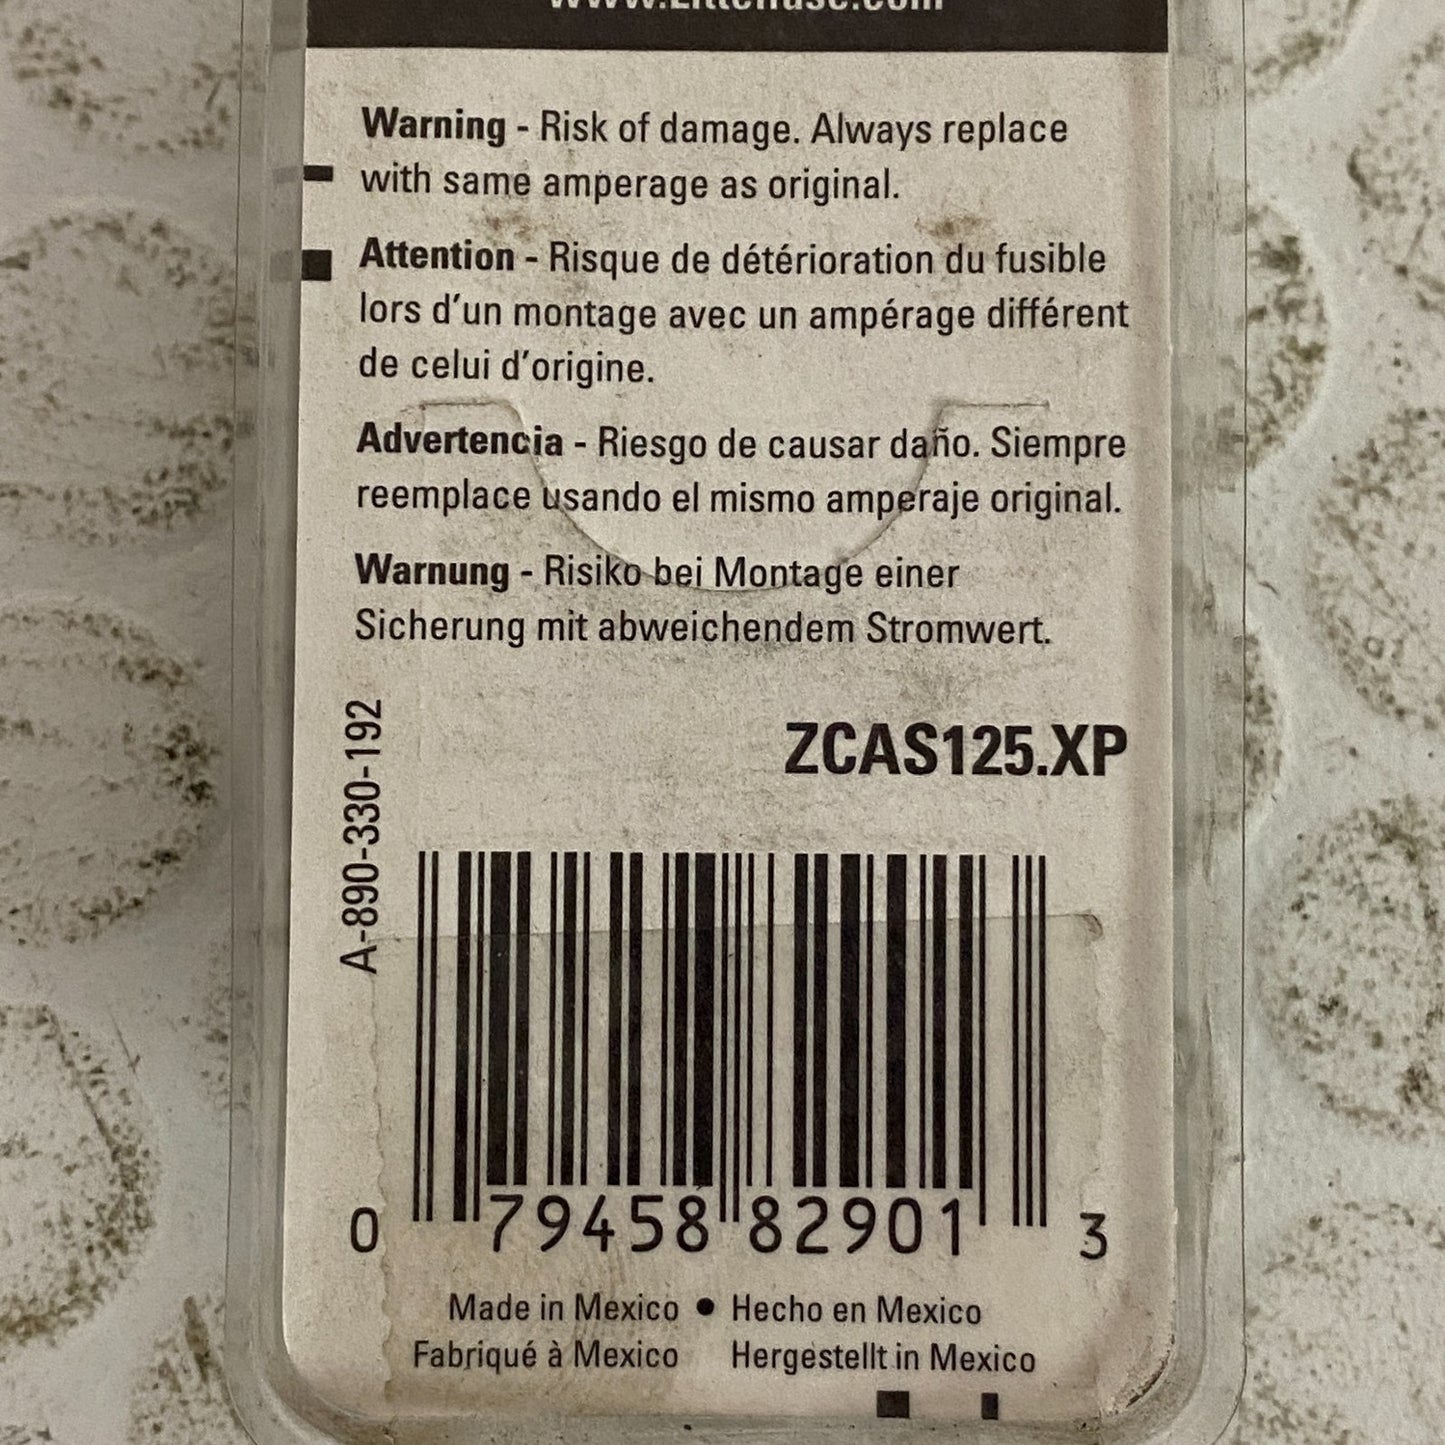 www.Littelfuse.com
Warning - Risk of damage. Always replace
with same amperage as original.
Attention - Risque de détérioration du fusible
lors d'un montage avec un ampérage différent
de celui d'origine.
Advertencia - Riesgo de causar daño. Siempre
reemplace usando el mismo amperaje original.
Warnung - Risiko bei Montage einer
Sicherung mit abweichendem Stromwert.
ZCAS125.XP
A-890-330-192
0 79458 82901 3
Made in Mexico ● Hecho en Mexico
Fabriqué à Mexico Hergestellt in Mexico